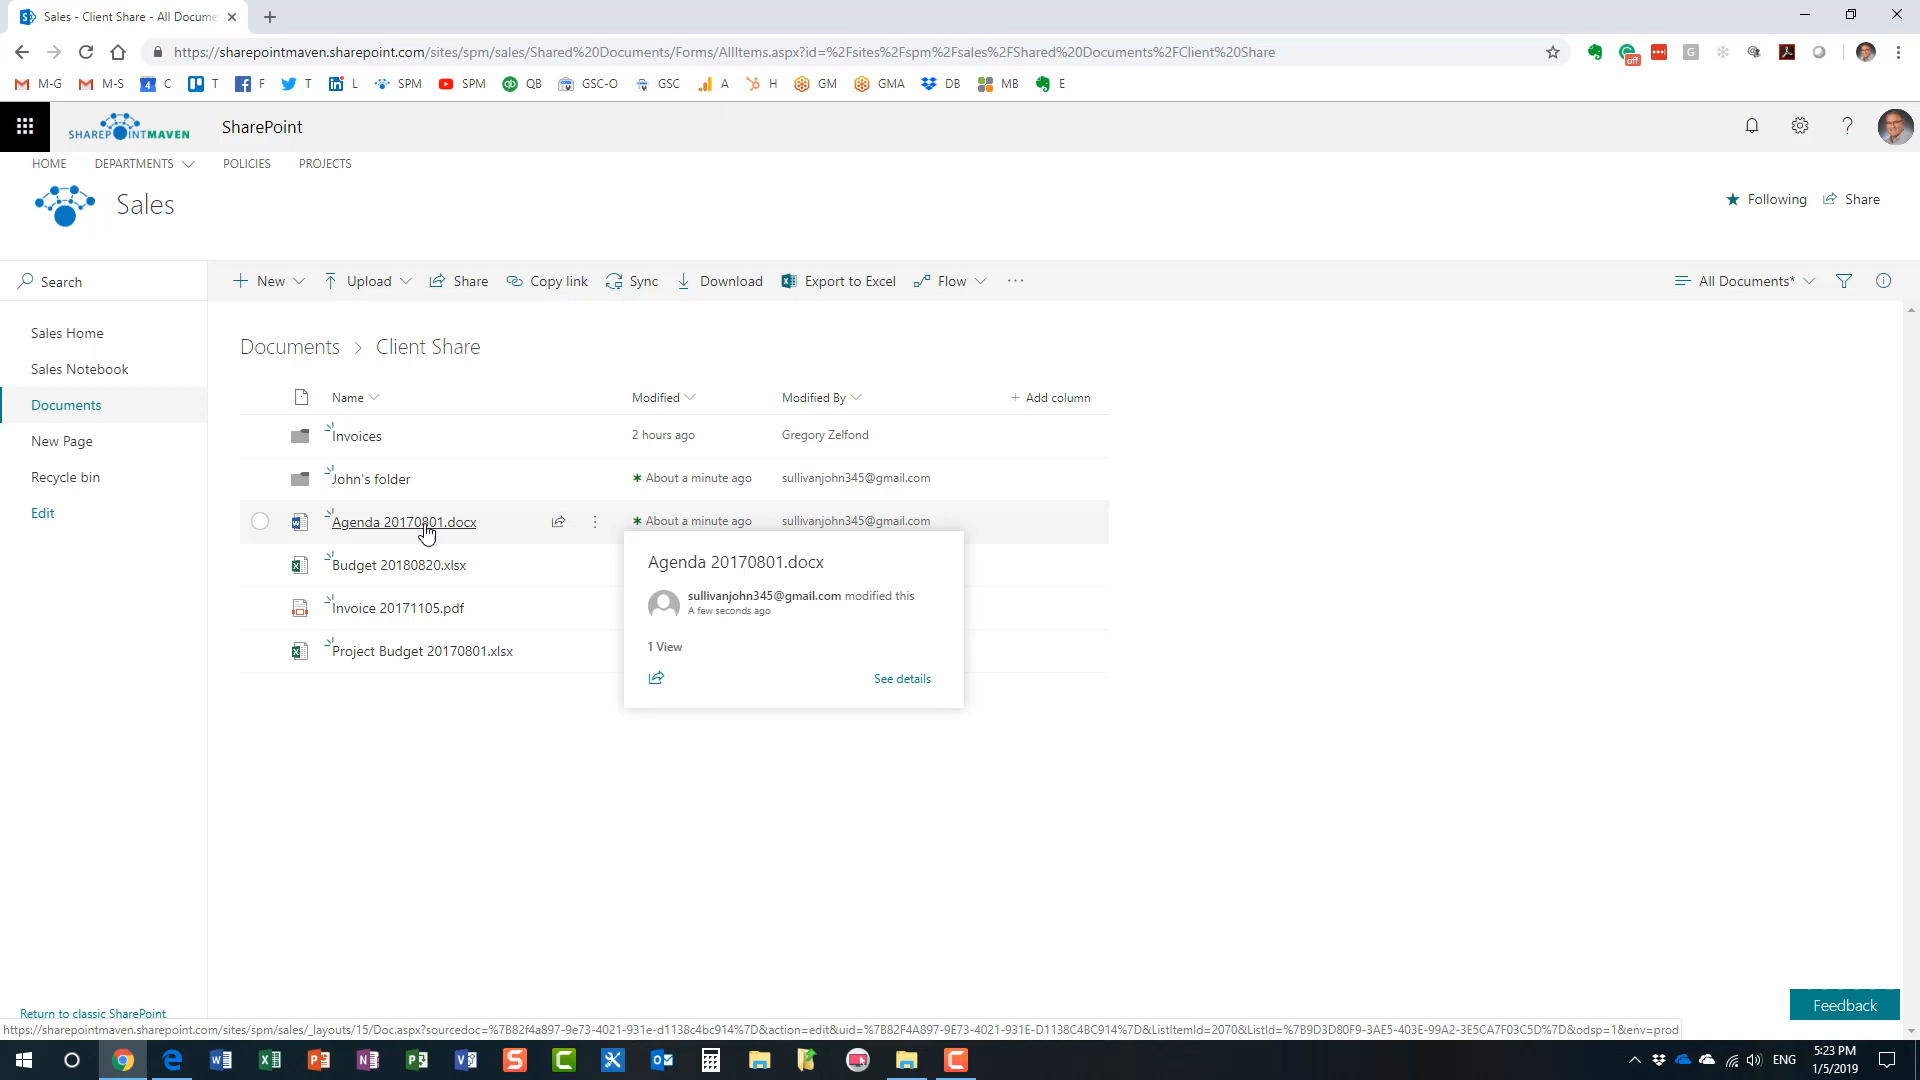 Sales - Client Share - All Docume
https://sharepointmaven.sharepoint.com/sites/spm/sales/Shared%20Documents/Forms/AllItems.aspx?id=%2Fsites%2Fspm%2Fsales%2FShared%20Documents%2FClient%20Share
off
M-G M-S 4 C T F T L SPM SPM QB GSC-O GSC A H GM GMA DB MB E
SHAREPOINTMAVEN SharePoint
HOME DEPARTMENTS POLICIES PROJECTS
Sales
Following Share
Search
New Upload Share Copy link Sync Download Export to Excel Flow ··· All Documents*
Sales Home
Sales Notebook
Documents
New Page
Recycle bin
Edit
Documents > Client Share
Name Modified Modified By + Add column
Invoices 2 hours ago Gregory Zelfond
John's folder About a minute ago sullivanjohn345@gmail.com
Agenda 20170801.docx About a minute ago sullivanjohn345@gmail.com
Budget 20180820.xlsx
Invoice 20171105.pdf
Project Budget 20170801.xlsx
Agenda 20170801.docx
sullivanjohn345@gmail.com modified this
A few seconds ago
1 View
See details
Feedback
Return to classic SharePoint
https://sharepointmaven.sharepoint.com/sites/spm/sales/_layouts/15/Doc.aspx?sourcedoc=%7B82f4a897-9e73-4021-931e-d1138c4bc914%7D&action=edit&uid=%7B82F4A897-9E73-4021-931E-D1138C4BC914%7D&ListItemId=2070&ListId=%7B9D3D80F9-3AE5-403E-99A2-3E5CA7F03C5D%7D&odsp=1&env=prod
ENG
5:23 PM
1/5/2019